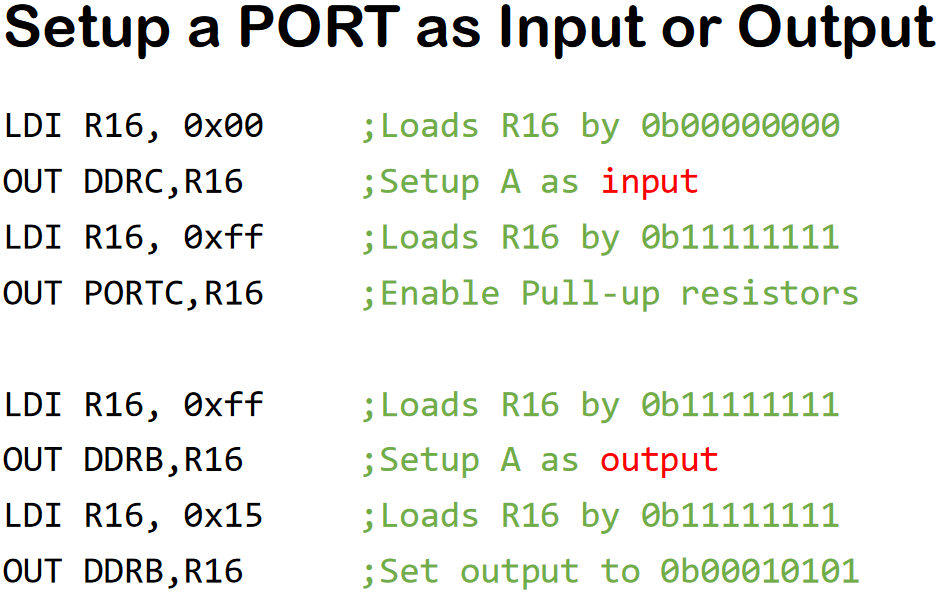 Setup a PORT as Input or Output
LDI R16, 0x00 ;Loads R16 by 0b00000000
OUT DDRC,R16 ;Setup A as input
LDI R16, 0xff ;Loads R16 by 0b11111111
OUT PORTC,R16 ;Enable Pull-up resistors
LDI R16, 0xff ;Loads R16 by 0b11111111
OUT DDRB,R16 ;Setup A as output
LDI R16, 0x15 ;Loads R16 by 0b11111111
OUT DDRB,R16 ;Set output to 0b00010101